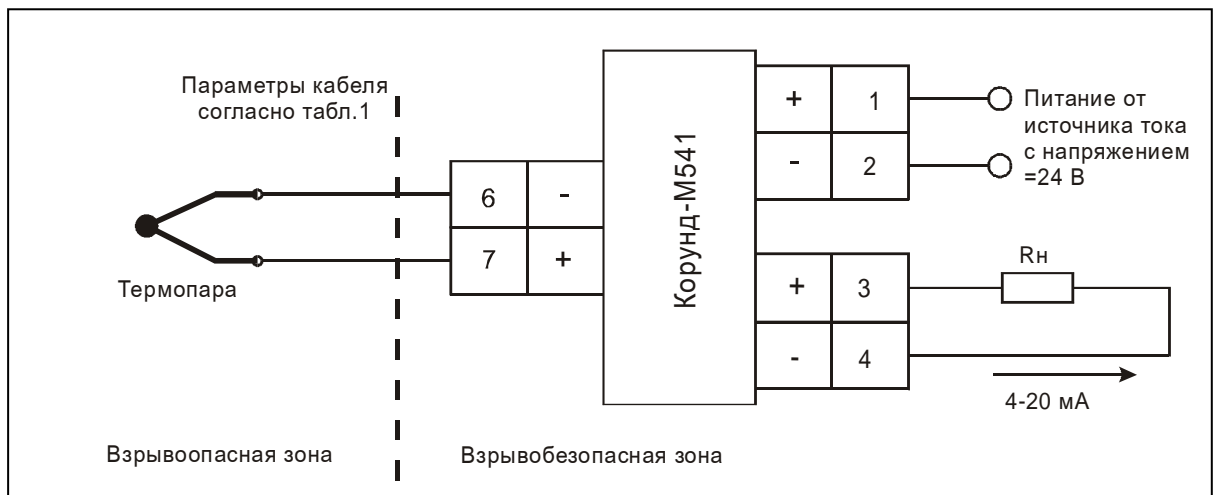 Параметры кабеля
согласно табл.1
Термопара
6 -
7 +
Корунд-М541
+ 1
- 2
Питание от
источника тока
с напряжением
=24 В
+ 3
- 4
Rн
4-20 мА
Взрывоопасная зона
Взрывобезопасная зона